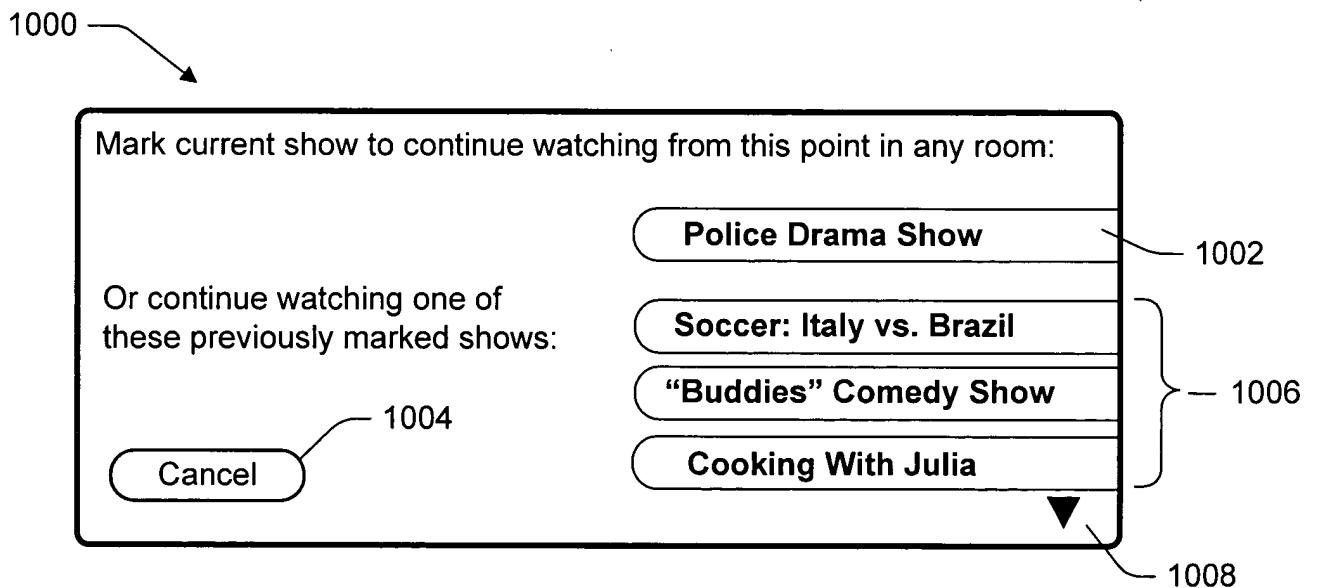 1000
Mark current show to continue watching from this point in any room:
Police Drama Show
1002
Or continue watching one of
these previously marked shows:
Soccer: Italy vs. Brazil
“Buddies” Comedy Show
1006
1004
Cancel
Cooking With Julia
1008